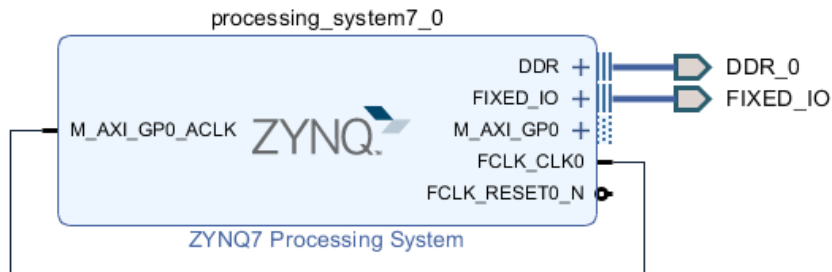 processing_system7_0
DDR
DDR_0
FIXED_IO
FIXED_IO
M_AXI_GP0_ACLK
ZYNQ
M_AXI_GP0
FCLK_CLK0
FCLK_RESET0_N
ZYNQ7 Processing System